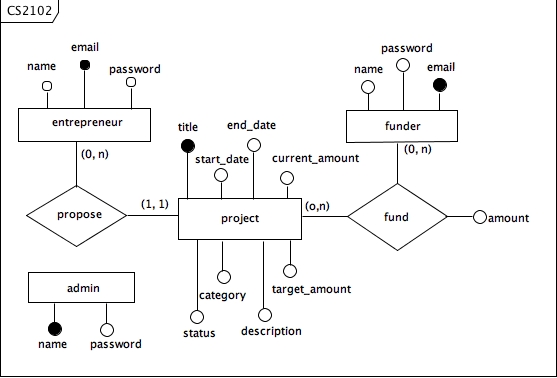 CS2102
email
name
password
entrepreneur
(0, n)
propose
(1, 1)
title
end_date
start_date
current_amount
project
(o,n)
category
target_amount
status
description
password
name
email
funder
(0, n)
fund
amount
admin
name
password